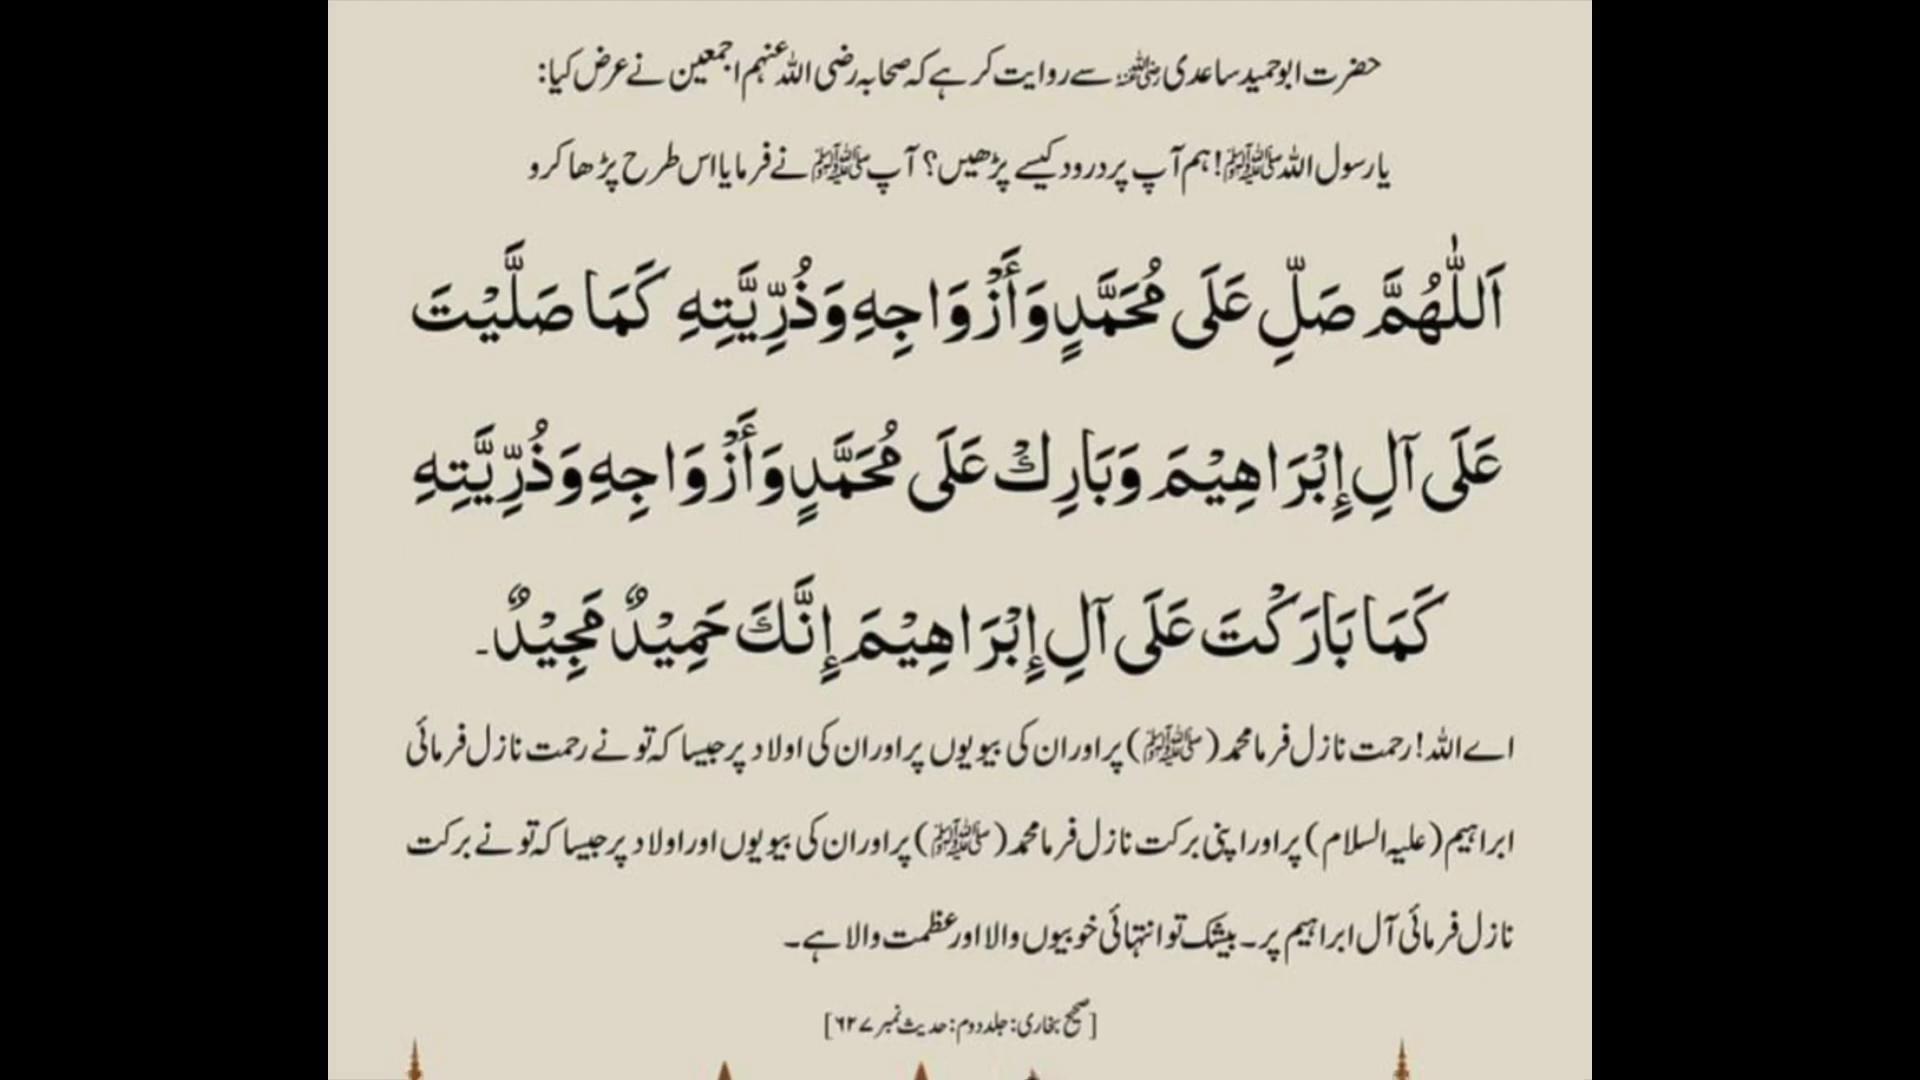 حضرت ابوحمید ساعدی رضی اللہ عنہ سے روایت کر ہے کہ صحابہ رضی اللہ عنہم اجمعین نے عرض کیا:
یا رسول اللہ ﷺ! ہم آپ پر درود کیسے پڑھیں؟ آپ ﷺ نے فرمایا اس طرح پڑھا کرو
اَللّٰهُمَّ صَلِّ عَلَى مُحَمَّدٍ وَأَزْوَاجِهِ وَذُرِّيَّتِهِ كَمَا صَلَّيْتَ
عَلَى آلِ إِبْرَاهِيْمَ وَبَارِكْ عَلَى مُحَمَّدٍ وَأَزْوَاجِهِ وَذُرِّيَّتِهِ
كَمَا بَارَكْتَ عَلَى آلِ إِبْرَاهِيْمَ إِنَّكَ حَمِيْدٌ مَجِيْدٌ۔
اے اللہ! رحمت نازل فرما محمد (ﷺ) پر اور ان کی بیویوں پر اور ان کی اولاد پر جیسا کہ تو نے رحمت نازل فرمائی
ابراہیم (علیہ السلام) پر اور اپنی برکت نازل فرما محمد (ﷺ) پر اور ان کی بیویوں اور اولاد پر جیسا کہ تو نے برکت
نازل فرمائی آل ابراہیم پر۔ بیشک تو انتہائی خوبیوں والا اور عظمت والا ہے۔
[صحیح بخاری: جلد دوم: حدیث نمبر ۶۲۷]